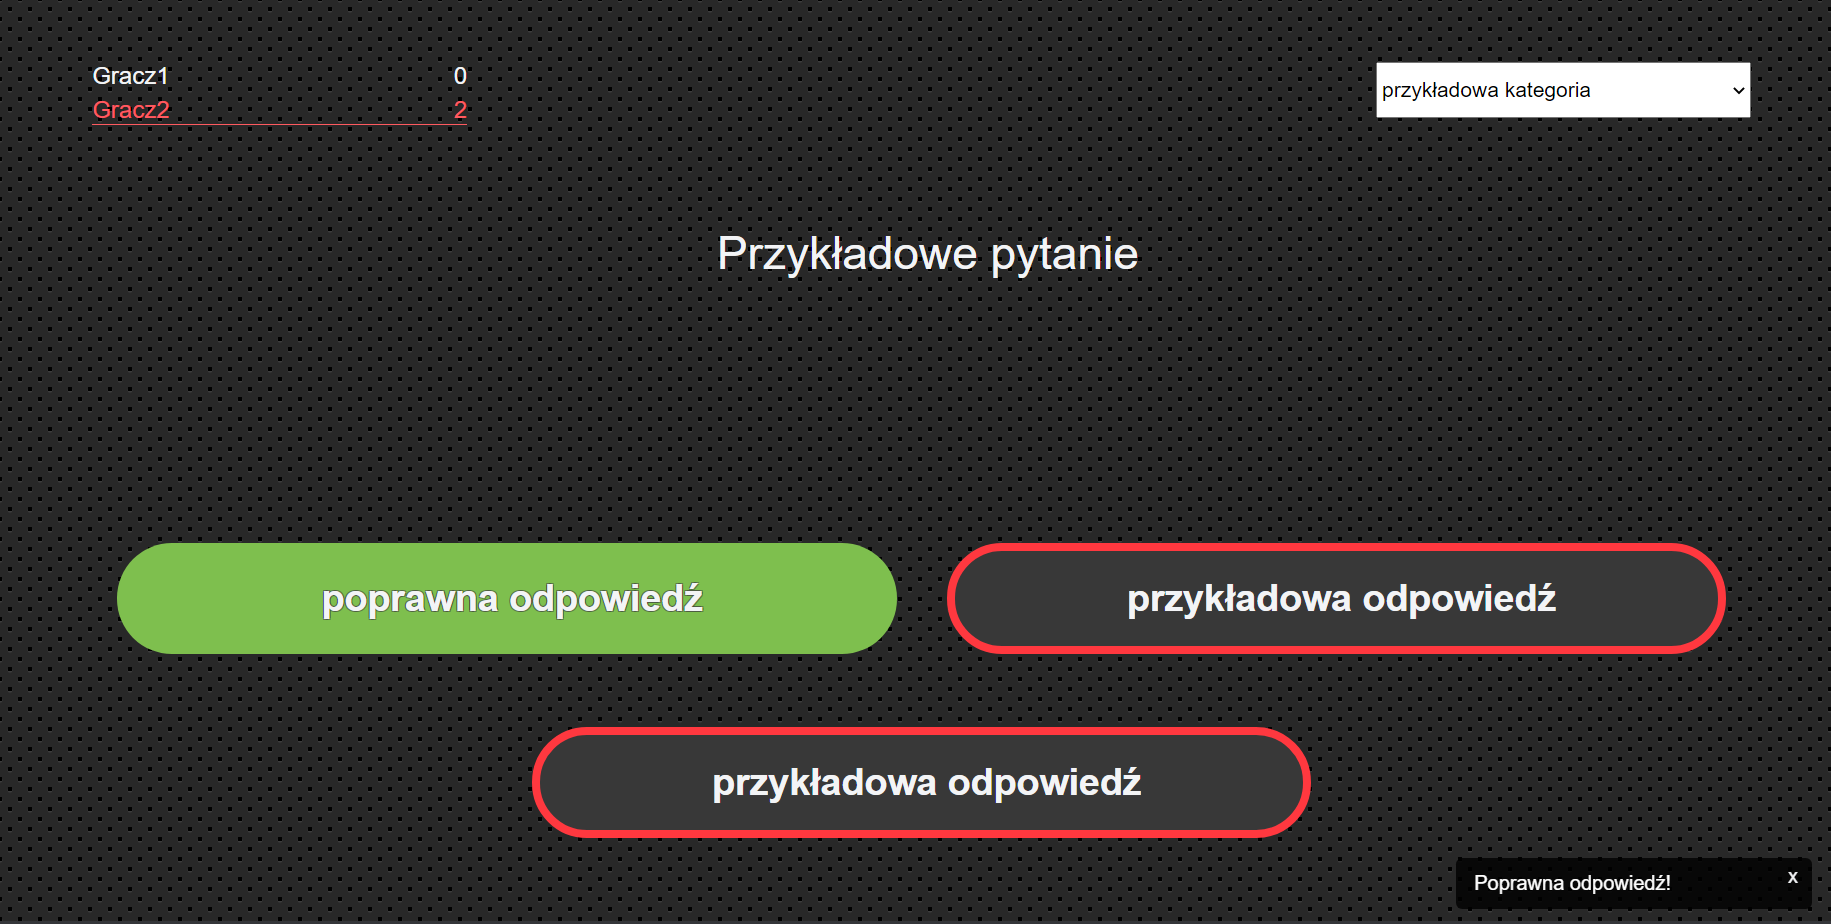 Gracz1 0
Gracz2 2
przykładowa kategoria
Przykładowe pytanie
poprawna odpowiedź
przykładowa odpowiedź
przykładowa odpowiedź
Poprawna odpowiedź! x